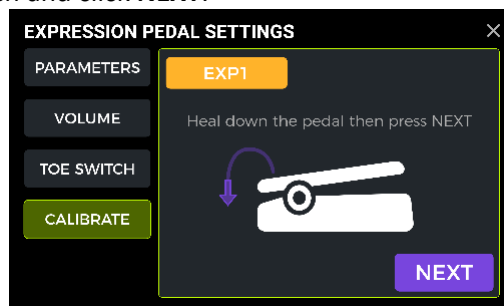 EXPRESSION PEDAL SETTINGS
PARAMETERS
EXP1
VOLUME
Heal down the pedal then press NEXT
TOE SWITCH
CALIBRATE
NEXT